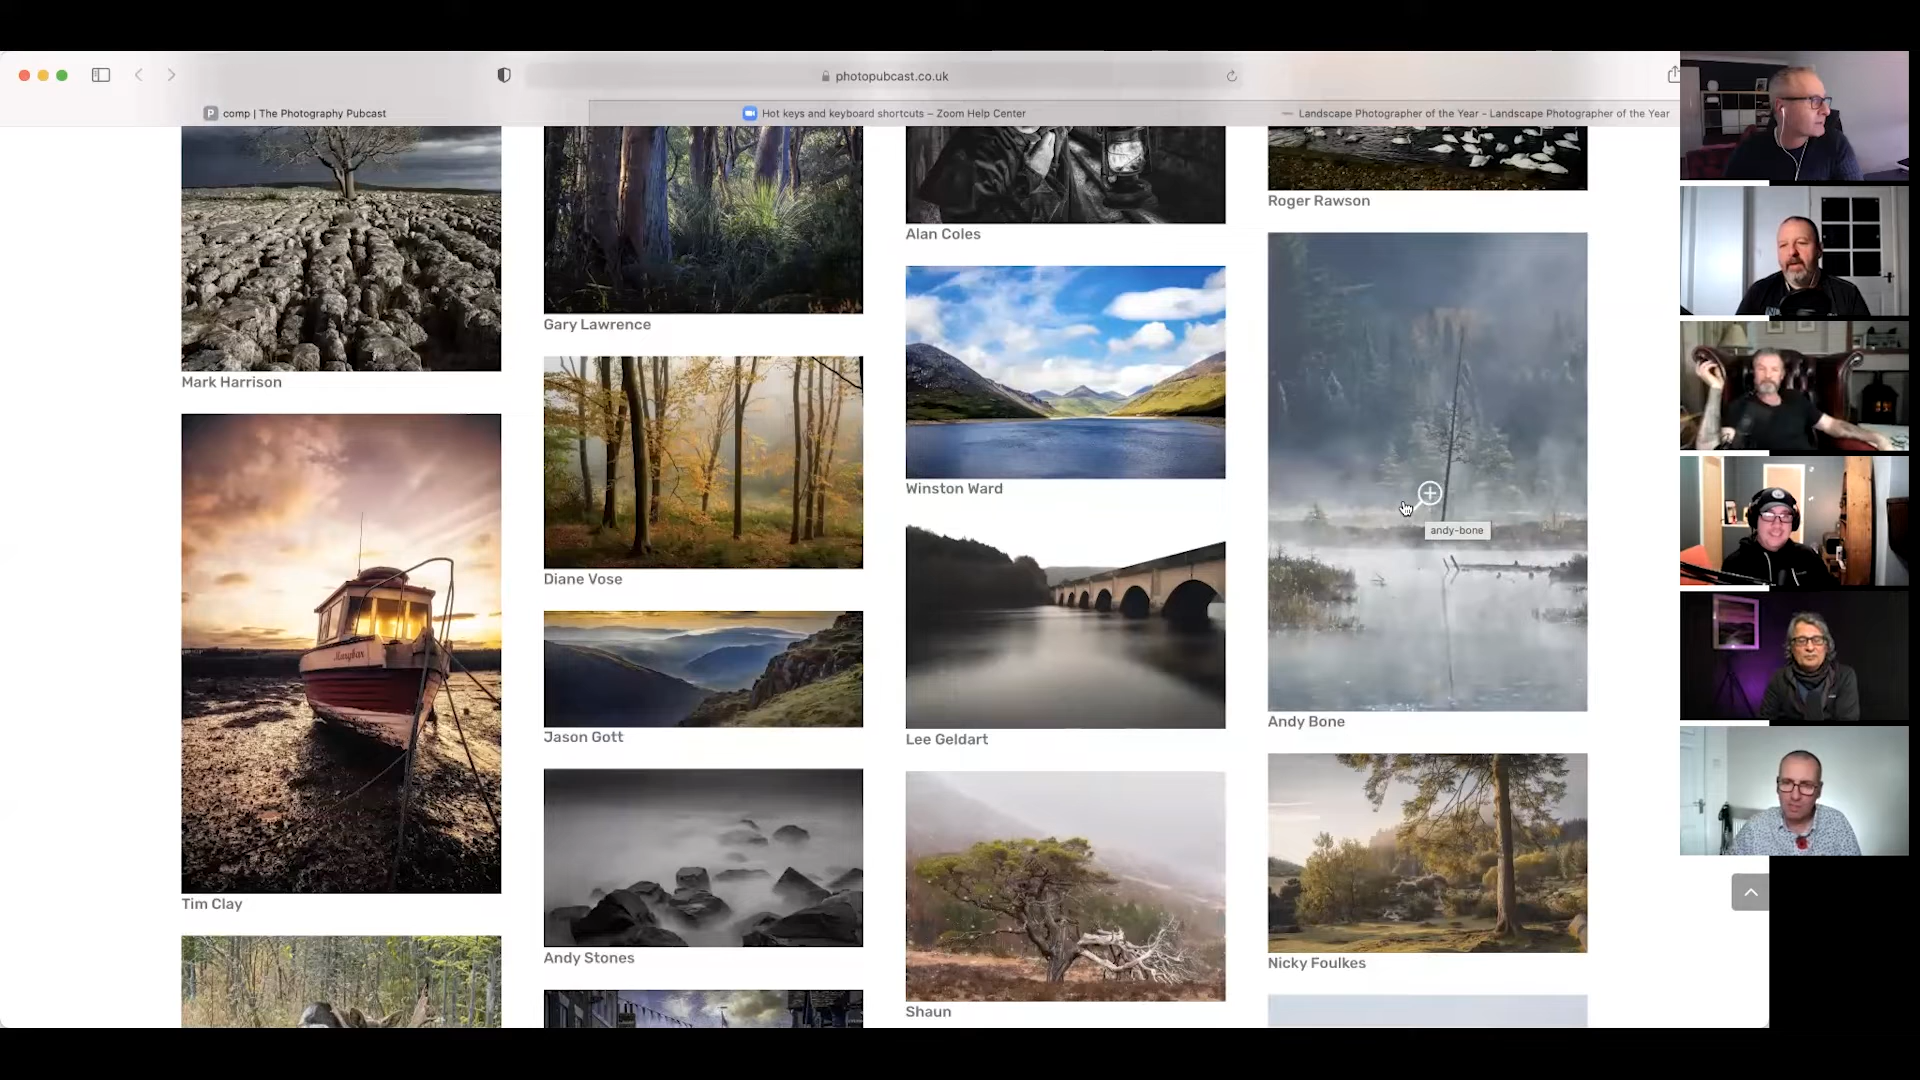 photopubcast.co.uk
P comp | The Photography Pubcast
Hot keys and keyboard shortcuts – Zoom Help Center
Landscape Photographer of the Year - Landscape Photographer of the Year
Mark Harrison
Tim Clay
Gary Lawrence
Diane Vose
Jason Gott
Andy Stones
Alan Coles
Winston Ward
Lee Geldart
Shaun
Roger Rawson
andy-bone
Andy Bone
Nicky Foulkes